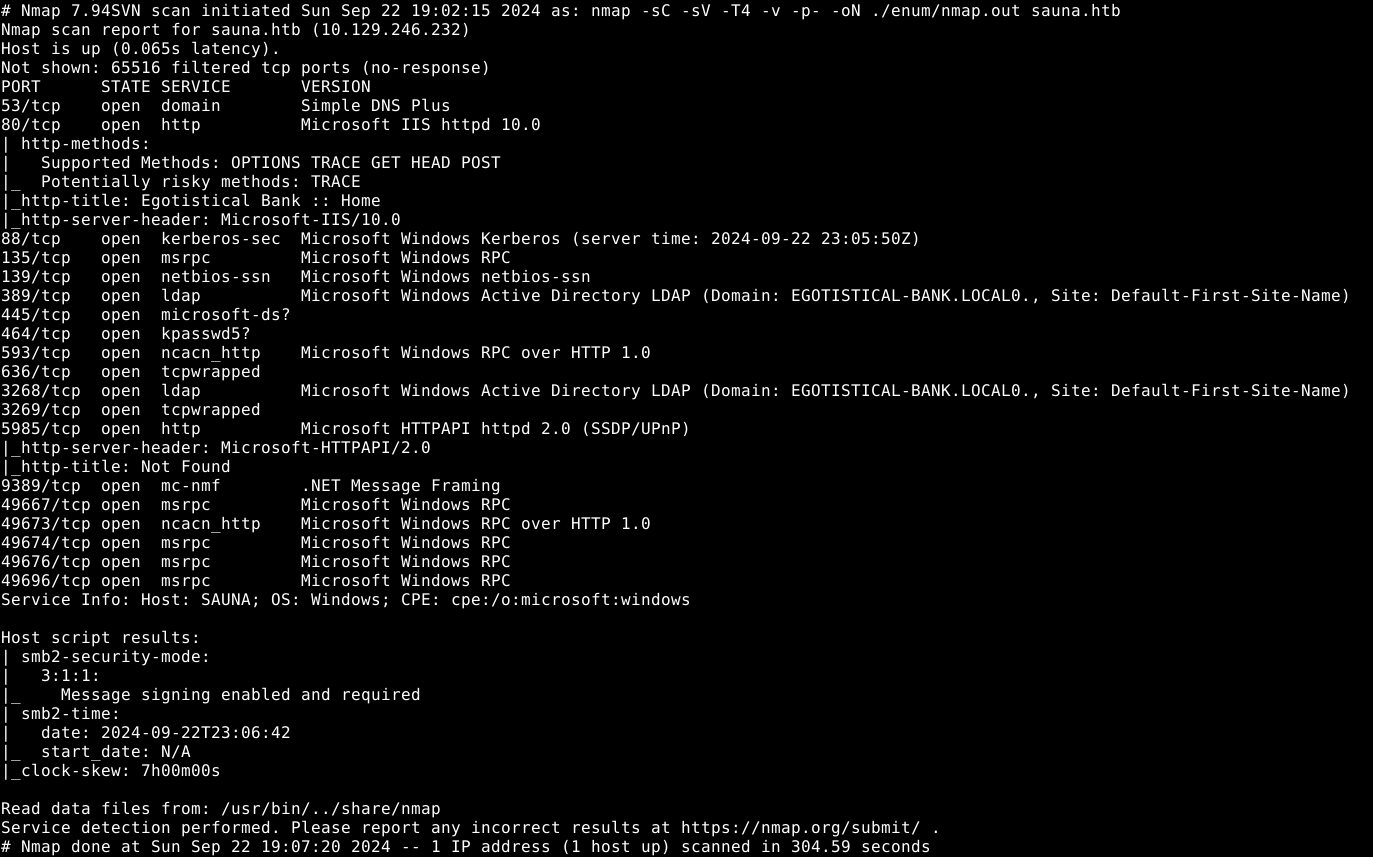 # Nmap 7.94SVN scan initiated Sun Sep 22 19:02:15 2024 as: nmap -sC -sV -T4 -v -p- -oN ./enum/nmap.out sauna.htb
Nmap scan report for sauna.htb (10.129.246.232)
Host is up (0.065s latency).
Not shown: 65516 filtered tcp ports (no-response)
PORT      STATE SERVICE       VERSION
53/tcp    open  domain        Simple DNS Plus
80/tcp    open  http          Microsoft IIS httpd 10.0
| http-methods:
|   Supported Methods: OPTIONS TRACE GET HEAD POST
|_  Potentially risky methods: TRACE
|_http-title: Egotistical Bank :: Home
|_http-server-header: Microsoft-IIS/10.0
88/tcp    open  kerberos-sec  Microsoft Windows Kerberos (server time: 2024-09-22 23:05:50Z)
135/tcp   open  msrpc         Microsoft Windows RPC
139/tcp   open  netbios-ssn   Microsoft Windows netbios-ssn
389/tcp   open  ldap          Microsoft Windows Active Directory LDAP (Domain: EGOTISTICAL-BANK.LOCAL0., Site: Default-First-Site-Name)
445/tcp   open  microsoft-ds?
464/tcp   open  kpasswd5?
593/tcp   open  ncacn_http    Microsoft Windows RPC over HTTP 1.0
636/tcp   open  tcpwrapped
3268/tcp  open  ldap          Microsoft Windows Active Directory LDAP (Domain: EGOTISTICAL-BANK.LOCAL0., Site: Default-First-Site-Name)
3269/tcp  open  tcpwrapped
5985/tcp  open  http          Microsoft HTTPAPI httpd 2.0 (SSDP/UPnP)
|_http-server-header: Microsoft-HTTPAPI/2.0
|_http-title: Not Found
9389/tcp  open  mc-nmf        .NET Message Framing
49667/tcp open  msrpc         Microsoft Windows RPC
49673/tcp open  ncacn_http    Microsoft Windows RPC over HTTP 1.0
49674/tcp open  msrpc         Microsoft Windows RPC
49676/tcp open  msrpc         Microsoft Windows RPC
49696/tcp open  msrpc         Microsoft Windows RPC
Service Info: Host: SAUNA; OS: Windows; CPE: cpe:/o:microsoft:windows

Host script results:
| smb2-security-mode:
|   3:1:1:
|_    Message signing enabled and required
| smb2-time:
|   date: 2024-09-22T23:06:42
|_  start_date: N/A
|_clock-skew: 7h00m00s

Read data files from: /usr/bin/../share/nmap
Service detection performed. Please report any incorrect results at https://nmap.org/submit/ .
# Nmap done at Sun Sep 22 19:07:20 2024 -- 1 IP address (1 host up) scanned in 304.59 seconds